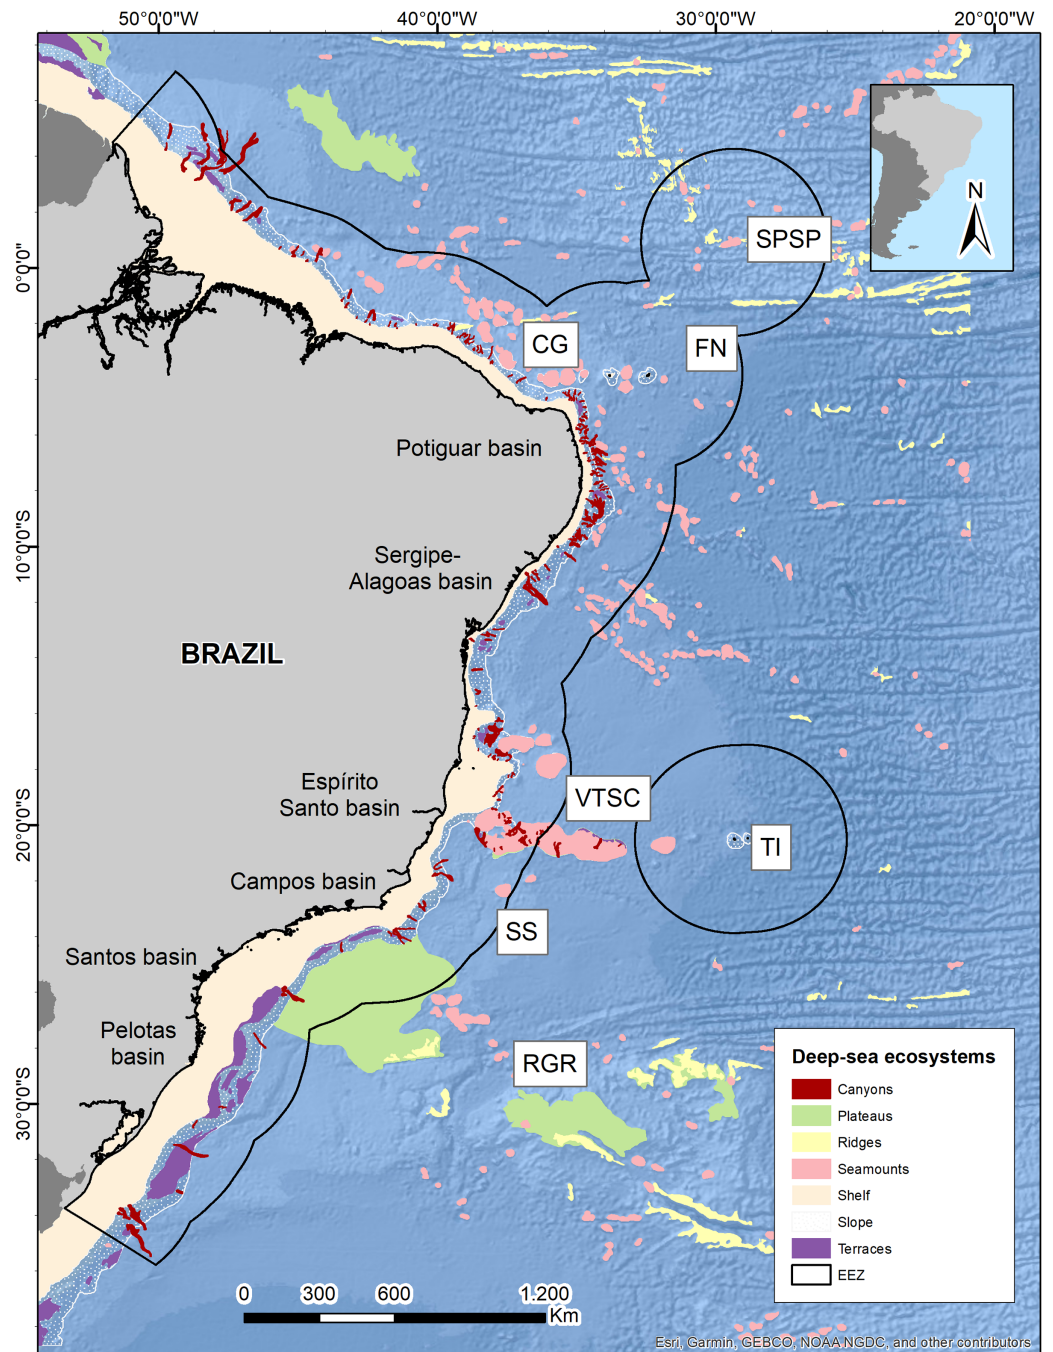 50°0'0"W 40°0'0"W 30°0'0"W 20°0'0"W
0°0'0"
10°0'0"S
20°0'0"S
30°0'0"S
N
SPSP
CG
FN
Potiguar basin
Sergipe-
Alagoas basin
BRAZIL
Espírito
Santo basin
VTSC
TI
Campos basin
SS
Santos basin
Pelotas
basin
RGR
Deep-sea ecosystems
Canyons
Plateaus
Ridges
Seamounts
Shelf
Slope
Terraces
EEZ
0 300 600 1.200
Km
Esri, Garmin, GEBCO, NOAA NGDC, and other contributors